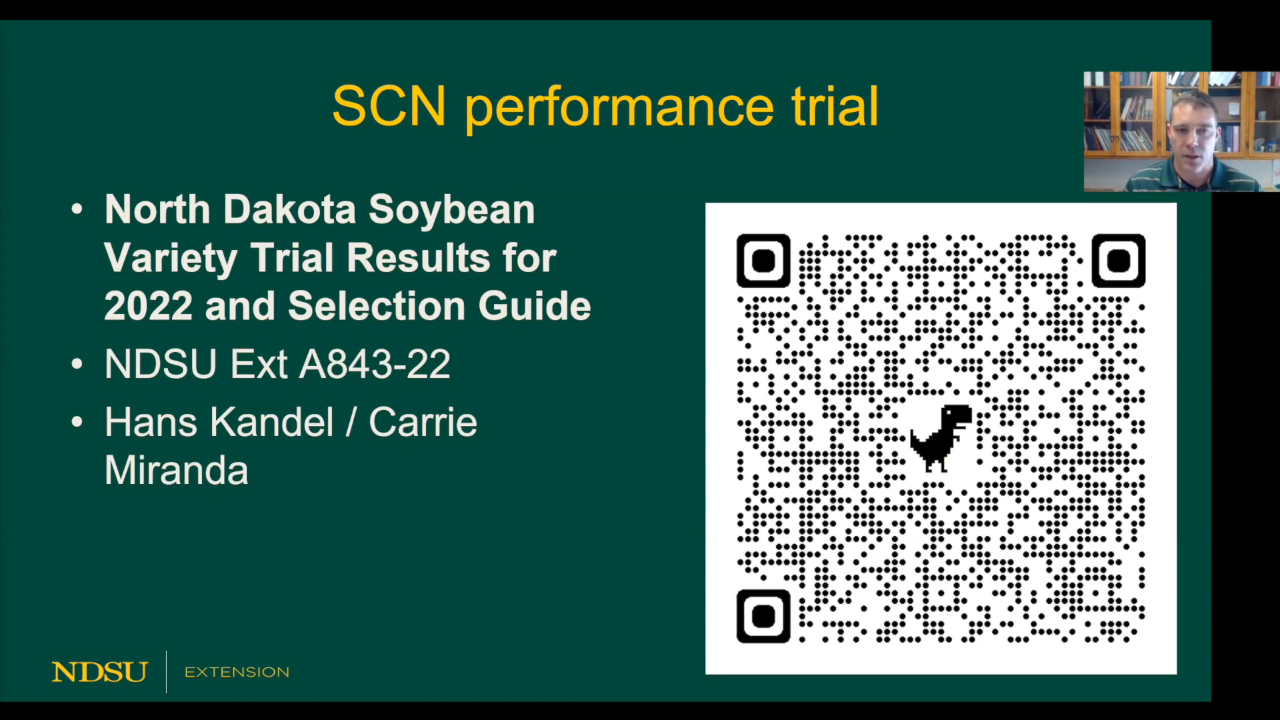 SCN performance trial
• North Dakota Soybean
Variety Trial Results for
2022 and Selection Guide
• NDSU Ext A843-22
• Hans Kandel / Carrie
Miranda
NDSU EXTENSION